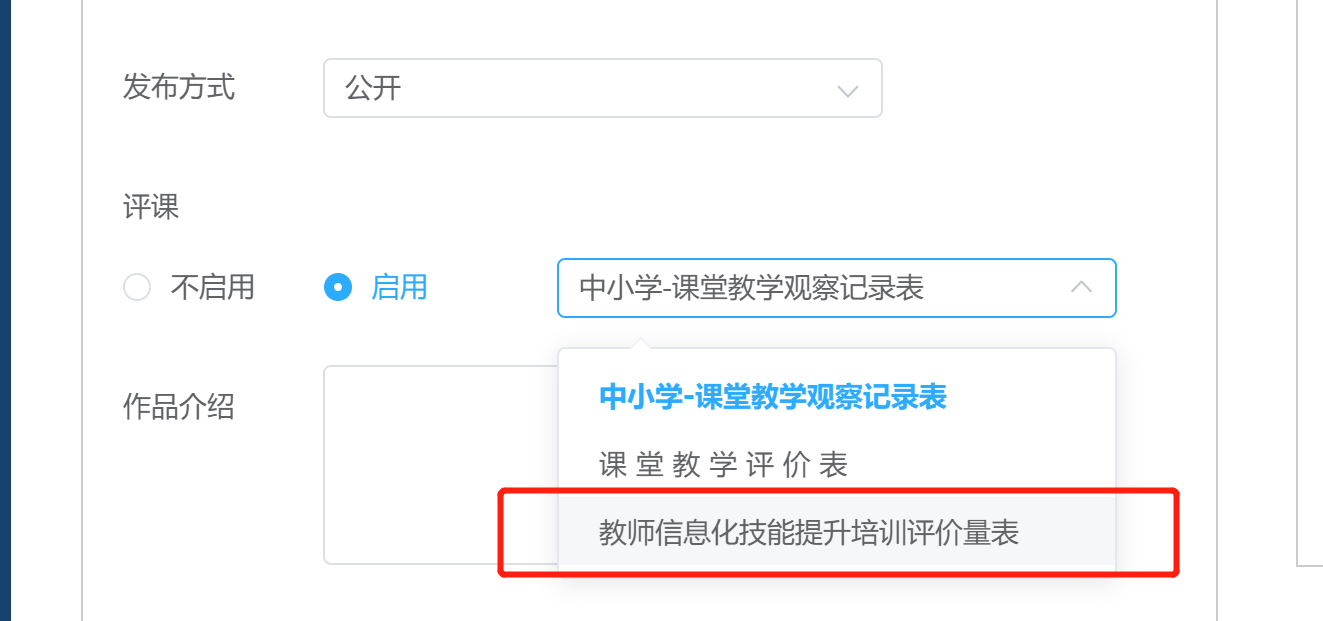 发布方式 公开
评课
不启用 启用 中小学-课堂教学观察记录表
作品介绍
中小学-课堂教学观察记录表
课 堂 教 学 评 价 表
教师信息化技能提升培训评价量表